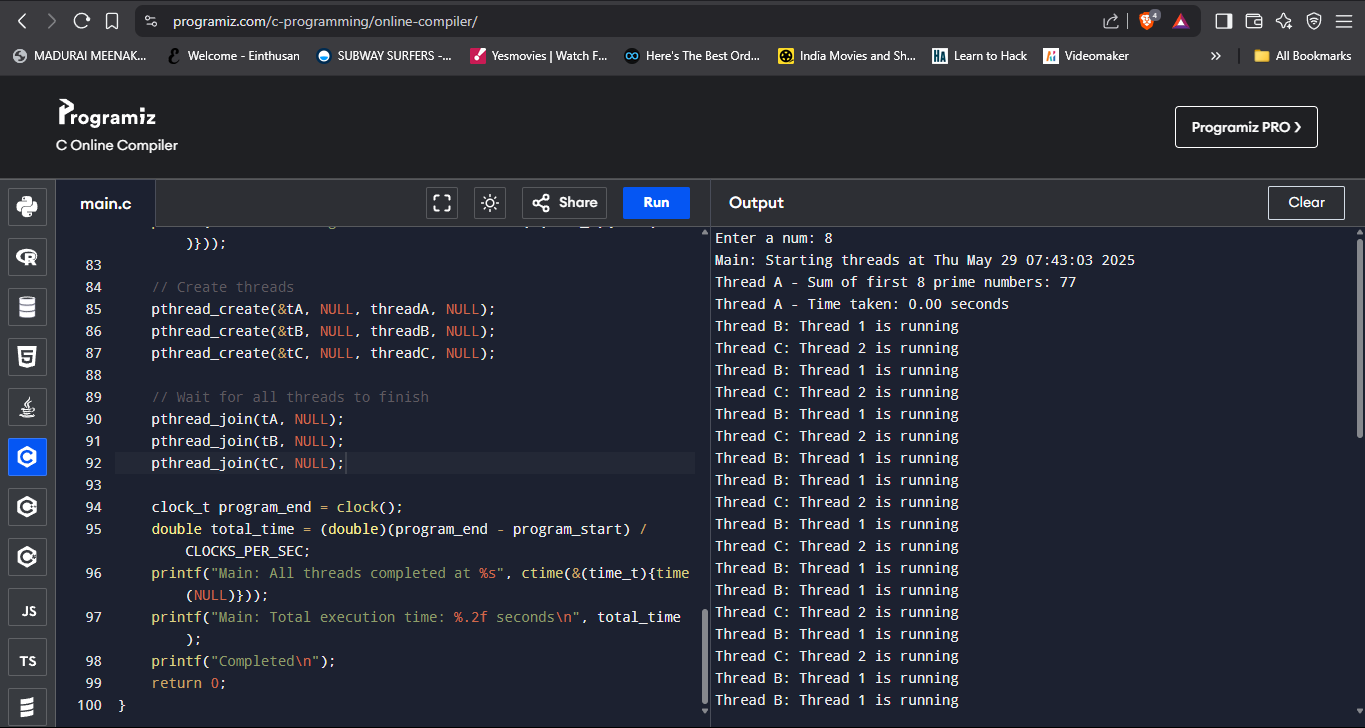 programiz.com/c-programming/online-compiler/
4
MADURAI MEENAK...
Welcome - Einthusan
SUBWAY SURFERS -...
Yesmovies | Watch F...
Here's The Best Ord...
India Movies and Sh...
HA Learn to Hack
Videomaker
All Bookmarks
Programiz
C Online Compiler
Programiz PRO ❯
main.c
Share
Run
Output
Clear
JS
TS
)}));
83
84 // Create threads
85 pthread_create(&tA, NULL, threadA, NULL);
86 pthread_create(&tB, NULL, threadB, NULL);
87 pthread_create(&tC, NULL, threadC, NULL);
88
89 // Wait for all threads to finish
90 pthread_join(tA, NULL);
91 pthread_join(tB, NULL);
92 pthread_join(tC, NULL);
93
94 clock_t program_end = clock();
95 double total_time = (double)(program_end - program_start) /
CLOCKS_PER_SEC;
96 printf("Main: All threads completed at %s", ctime(&(time_t){time
(NULL)}));
97 printf("Main: Total execution time: %.2f seconds\n", total_time
);
98 printf("Completed\n");
99 return 0;
100 }
Enter a num: 8
Main: Starting threads at Thu May 29 07:43:03 2025
Thread A - Sum of first 8 prime numbers: 77
Thread A - Time taken: 0.00 seconds
Thread B: Thread 1 is running
Thread C: Thread 2 is running
Thread B: Thread 1 is running
Thread C: Thread 2 is running
Thread B: Thread 1 is running
Thread C: Thread 2 is running
Thread B: Thread 1 is running
Thread B: Thread 1 is running
Thread C: Thread 2 is running
Thread B: Thread 1 is running
Thread C: Thread 2 is running
Thread B: Thread 1 is running
Thread B: Thread 1 is running
Thread C: Thread 2 is running
Thread B: Thread 1 is running
Thread C: Thread 2 is running
Thread B: Thread 1 is running
Thread B: Thread 1 is running